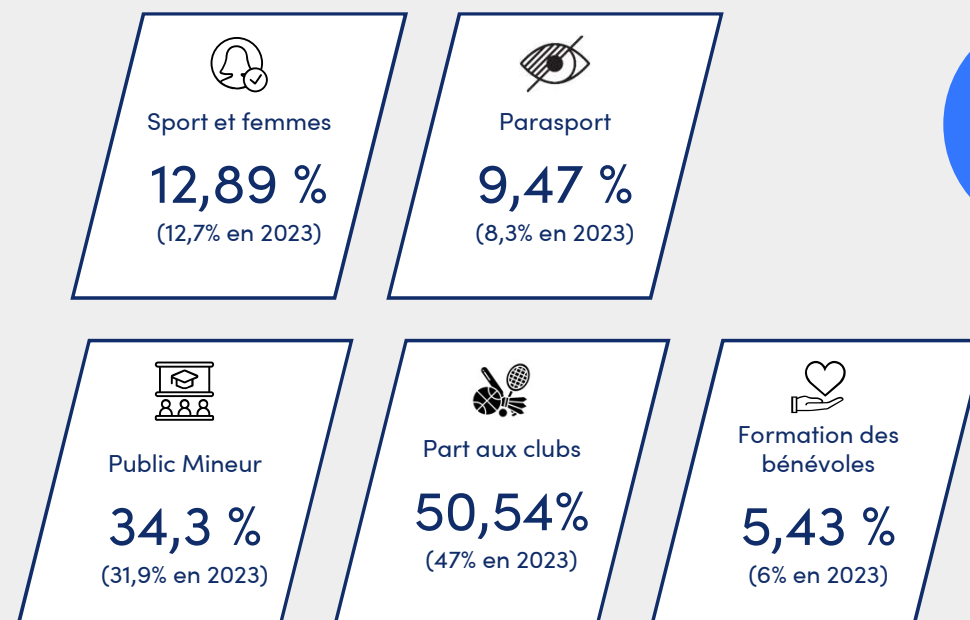 Sport et femmes
12,89 %
(12,7% en 2023)
Parasport
9,47 %
(8,3% en 2023)
Public Mineur
34,3 %
(31,9% en 2023)
Part aux clubs
50,54%
(47% en 2023)
Formation des
bénévoles
5,43 %
(6% en 2023)